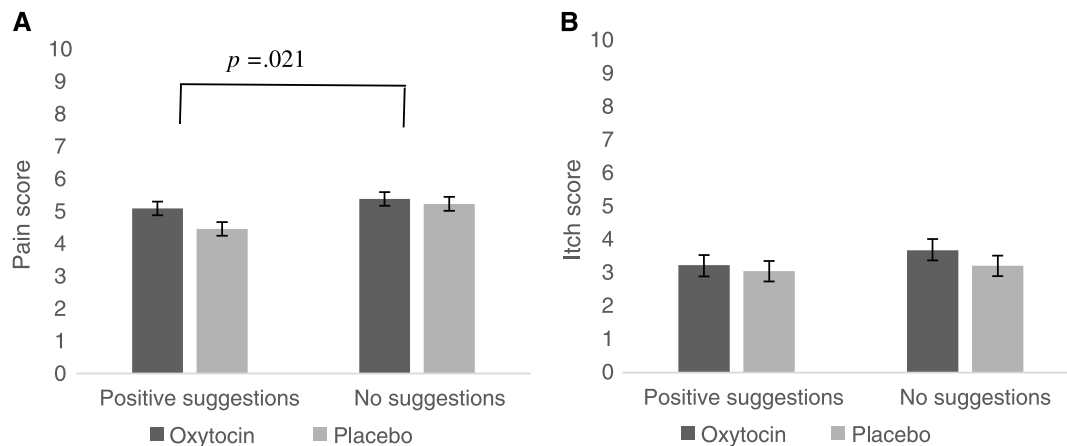 A
p =.021
10
9
8
7
6
5
4
3
2
1
0
Pain score
Positive suggestions
No suggestions
Oxytocin
Placebo
B
10
9
8
7
6
5
4
3
2
1
0
Itch score
Positive suggestions
No suggestions
Oxytocin
Placebo